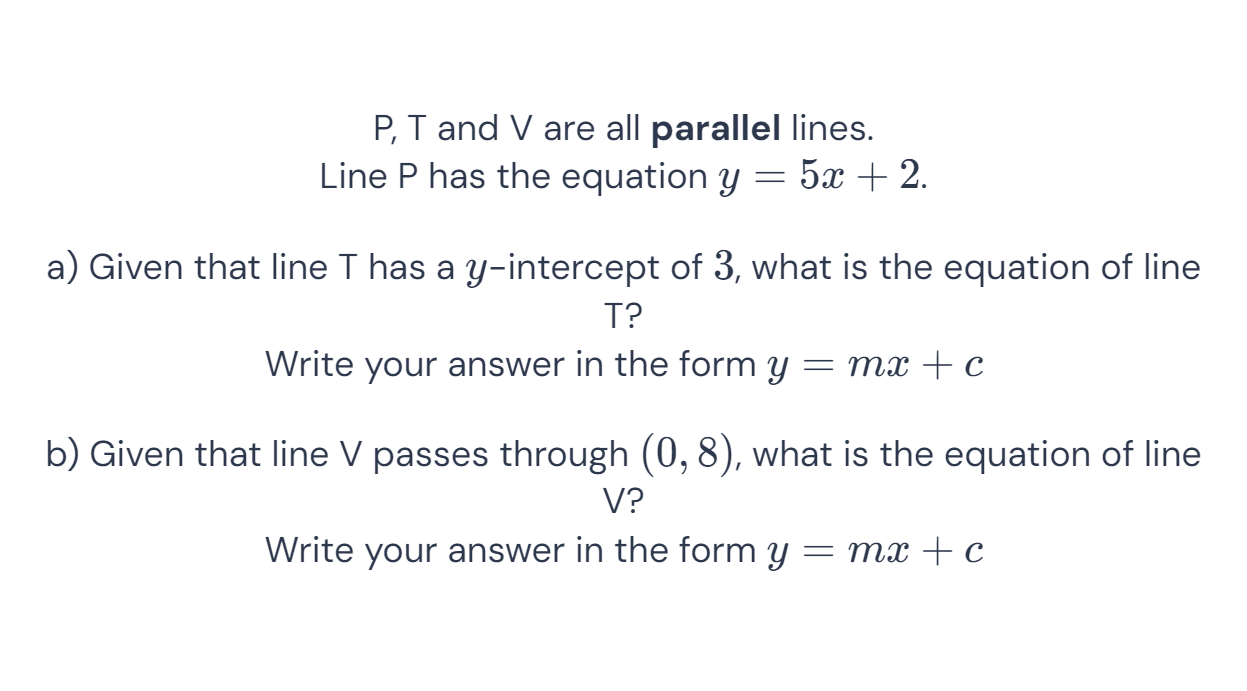 P, T and V are all parallel lines.
Line P has the equation y = 5x + 2.
a) Given that line T has a y-intercept of 3, what is the equation of line
T?
Write your answer in the form y = mx + c
b) Given that line V passes through (0, 8), what is the equation of line
V?
Write your answer in the form y = mx + c